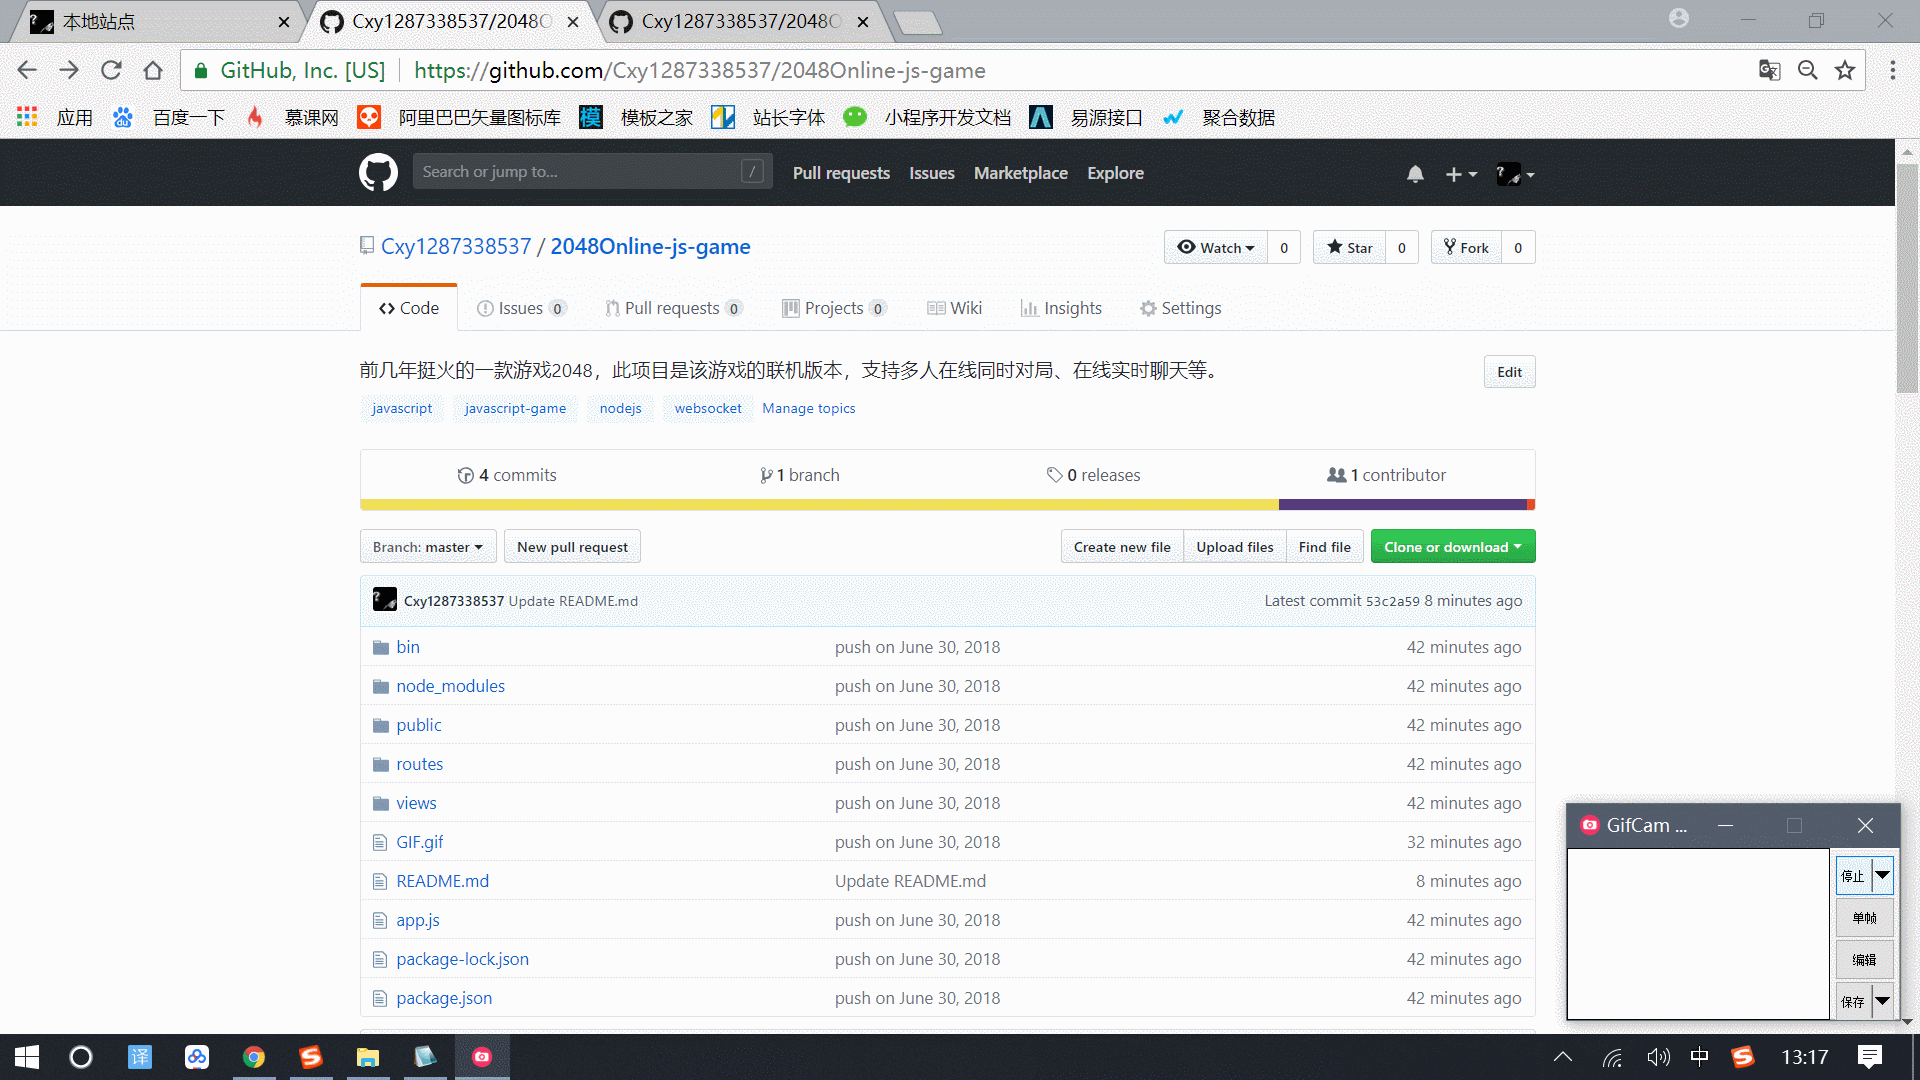 本地站点
Cxy1287338537/2048O
Cxy1287338537/2048O
GitHub, Inc. [US] https://github.com/Cxy1287338537/2048Online-js-game
应用 百度一下 慕课网 阿里巴巴矢量图标库 模 模板之家 站长字体 小程序开发文档 易源接口 聚合数据
Search or jump to... / Pull requests Issues Marketplace Explore
Cxy1287338537 / 2048Online-js-game Watch 0 Star 0 Fork 0
Code Issues 0 Pull requests 0 Projects 0 Wiki Insights Settings
前几年挺火的一款游戏2048，此项目是该游戏的联机版本，支持多人在线同时对局、在线实时聊天等。 Edit
javascript javascript-game nodejs websocket Manage topics
4 commits 1 branch 0 releases 1 contributor
Branch: master New pull request Create new file Upload files Find file Clone or download
Cxy1287338537 Update README.md Latest commit 53c2a59 8 minutes ago
bin push on June 30, 2018 42 minutes ago
node_modules push on June 30, 2018 42 minutes ago
public push on June 30, 2018 42 minutes ago
routes push on June 30, 2018 42 minutes ago
views push on June 30, 2018 42 minutes ago
GIF.gif push on June 30, 2018 32 minutes ago
README.md Update README.md 8 minutes ago
app.js push on June 30, 2018 42 minutes ago
package-lock.json push on June 30, 2018 42 minutes ago
package.json push on June 30, 2018 42 minutes ago
GifCam ...
停止
单帧
编辑
保存
译 中 13:17